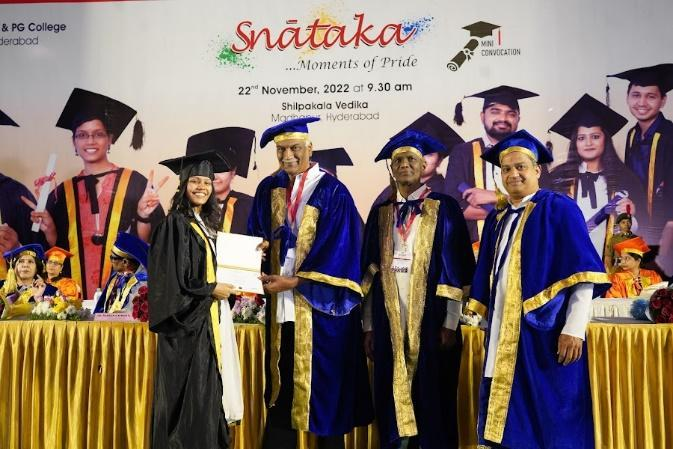 & PG College
derabad
Snātaka
...Moments of Pride
MINI
CONVOCATION
22nd November, 2022 at 9.30 am
Shilpakala Vedika
Madhapur, Hyderabad